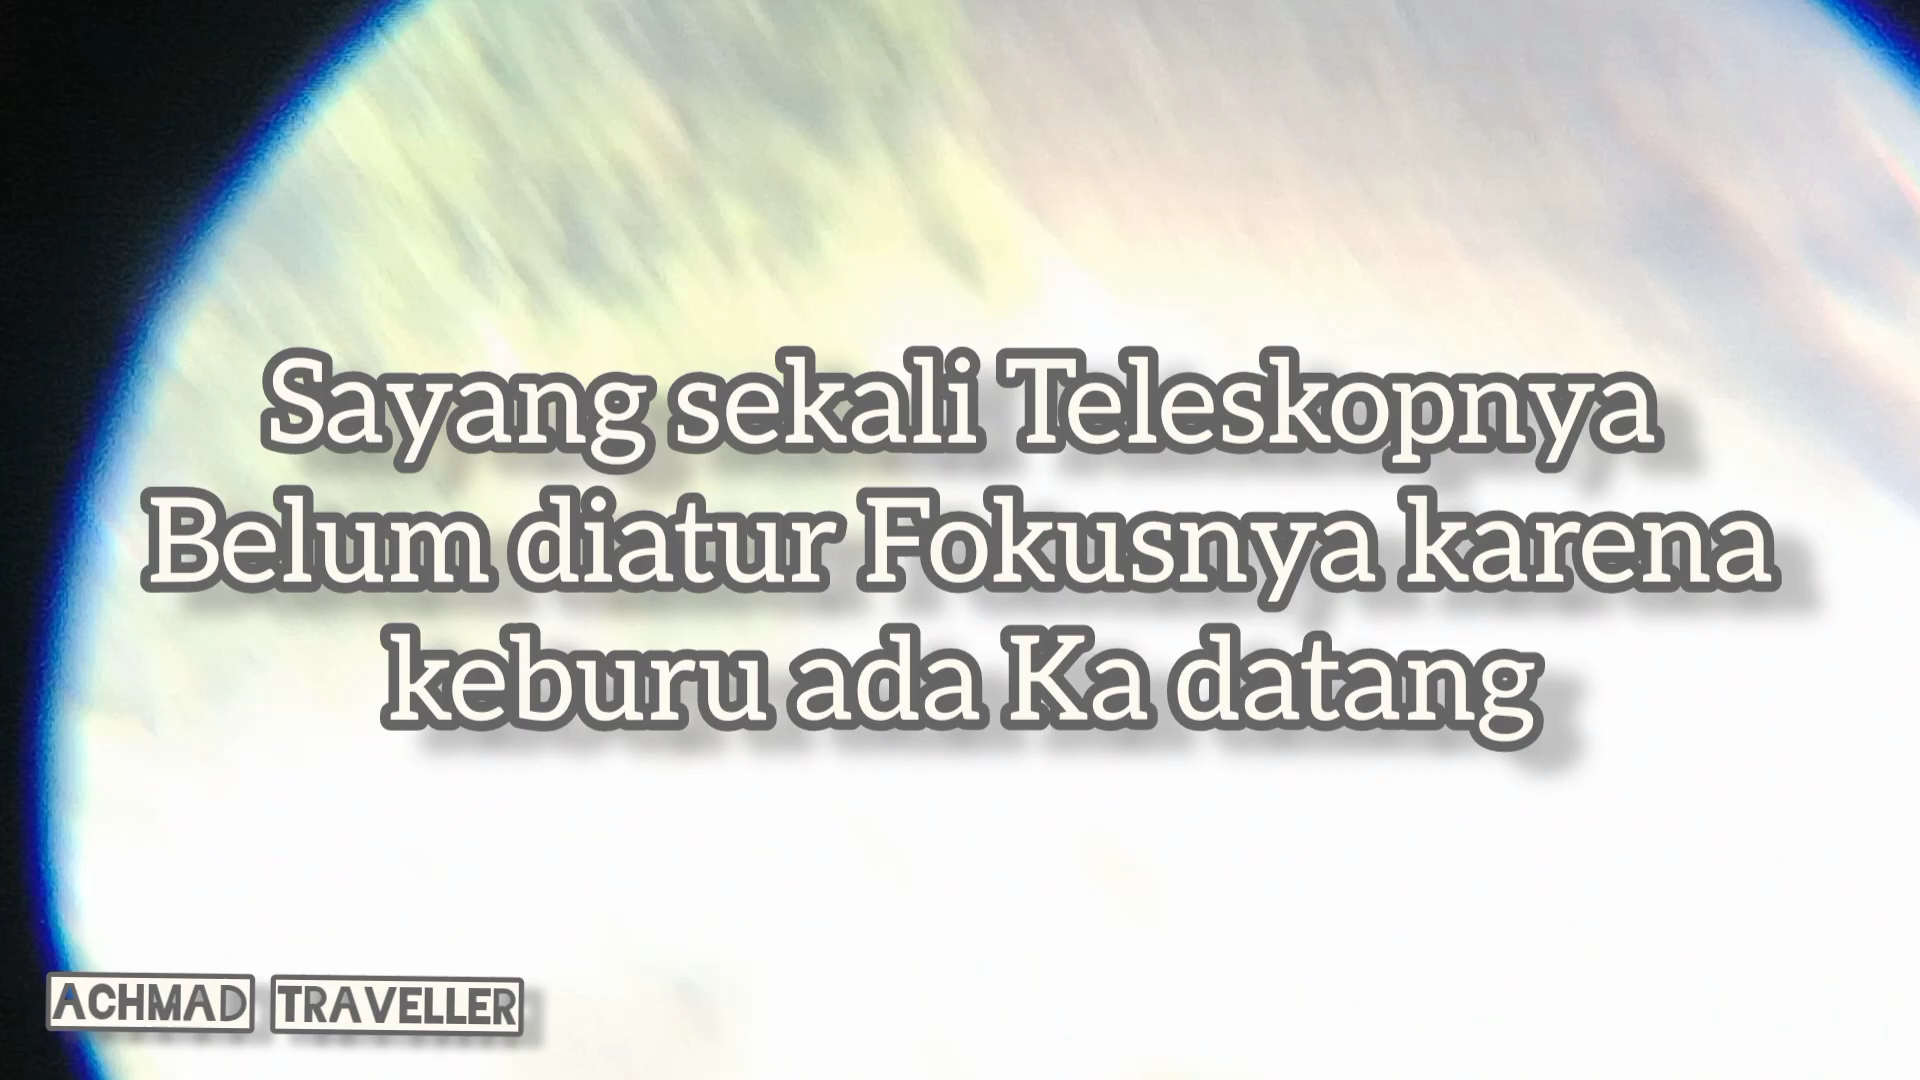 Sayang sekali Teleskopnya
Belum diatur Fokusnya karena
keburu ada Ka datang
ACHMAD TRAVELLER